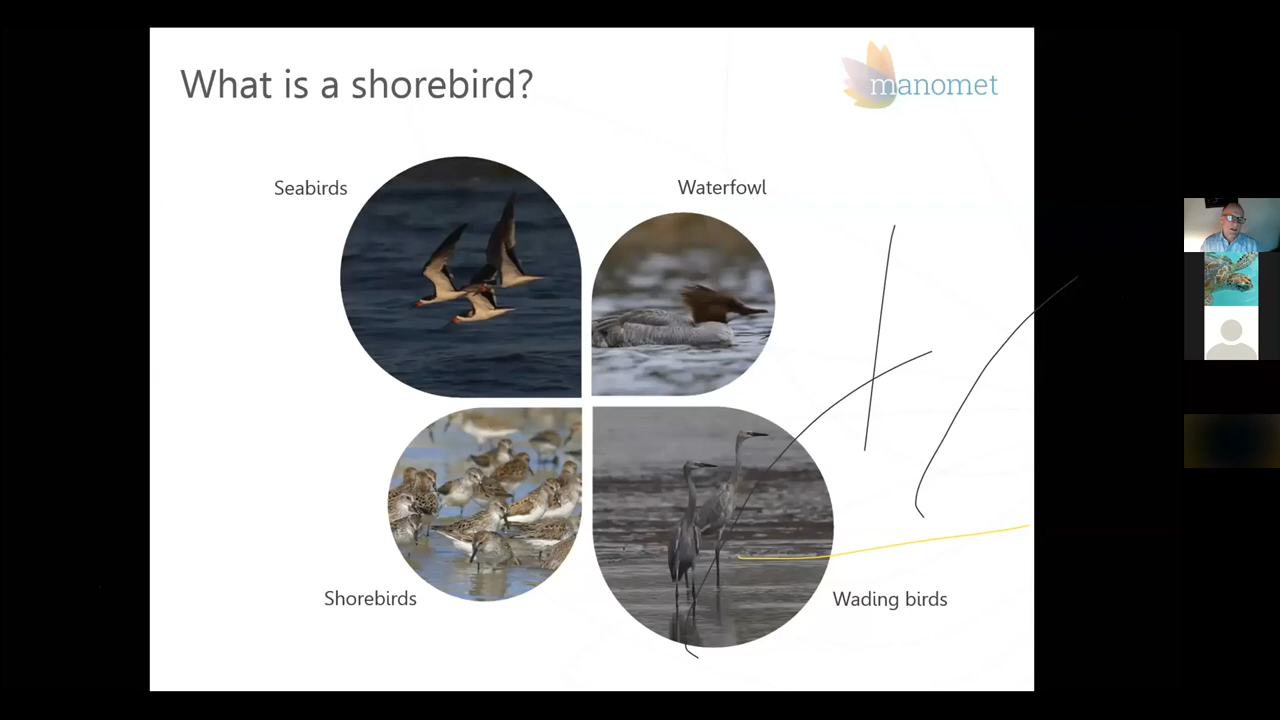 What is a shorebird?
manomet
Seabirds
Waterfowl
Shorebirds
Wading birds